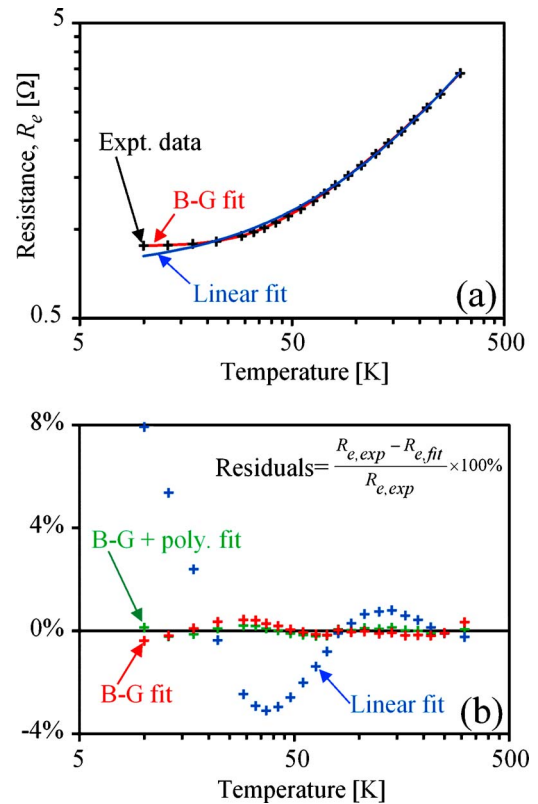 5
Resistance, Re [Ω]
Expt. data
B-G fit
Linear fit
(a)
0.5
5
50
500
Temperature [K]
8%
Residuals= Re,exp − Re,fit / Re,exp ×100%
4%
B-G + poly. fit
0%
B-G fit
Linear fit
(b)
-4%
5
50
500
Temperature [K]